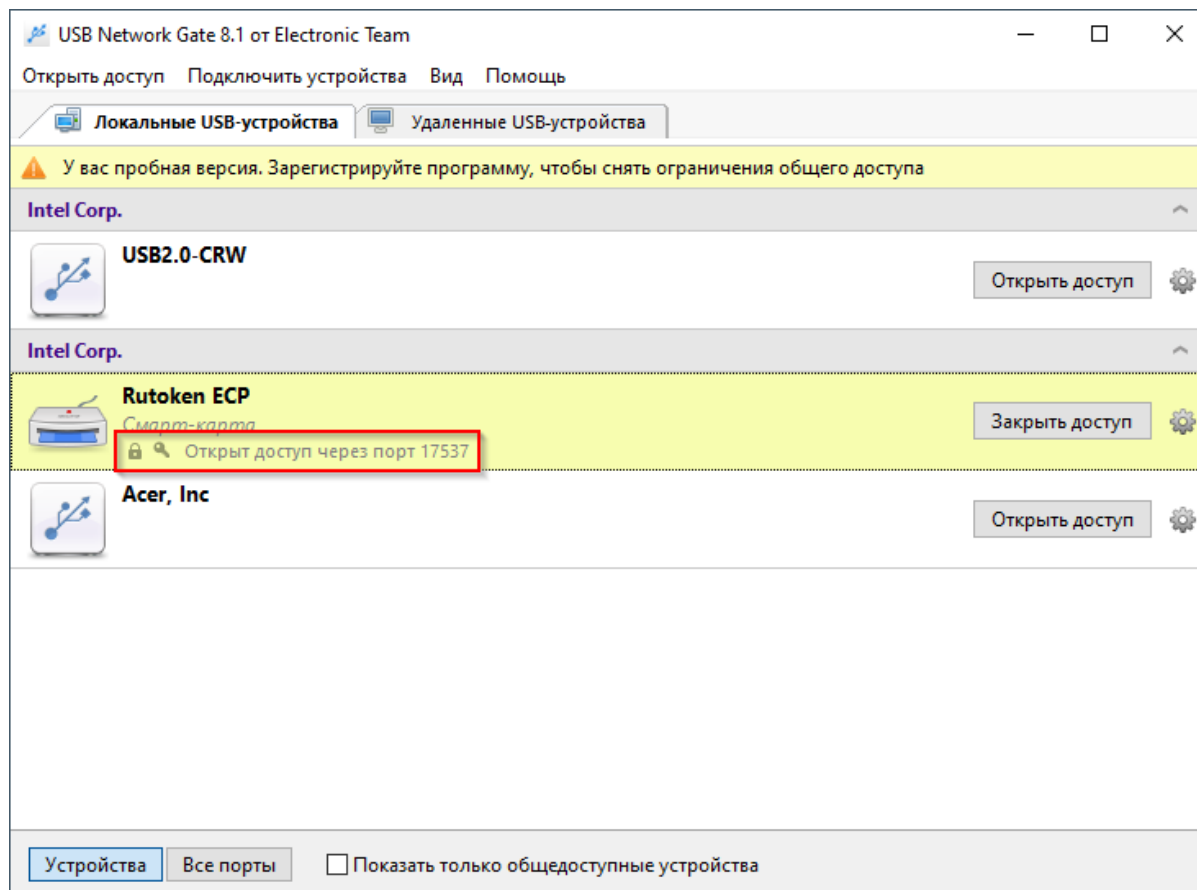 USB Network Gate 8.1 от Electronic Team
Открыть доступ Подключить устройства Вид Помощь
Локальные USB-устройства Удаленные USB-устройства
У вас пробная версия. Зарегистрируйте программу, чтобы снять ограничения общего доступа
Intel Corp.
USB2.0-CRW
Открыть доступ
Intel Corp.
Rutoken ECP
Смарт-карта
Закрыть доступ
Открыт доступ через порт 17537
Acer, Inc
Открыть доступ
Устройства Все порты Показать только общедоступные устройства